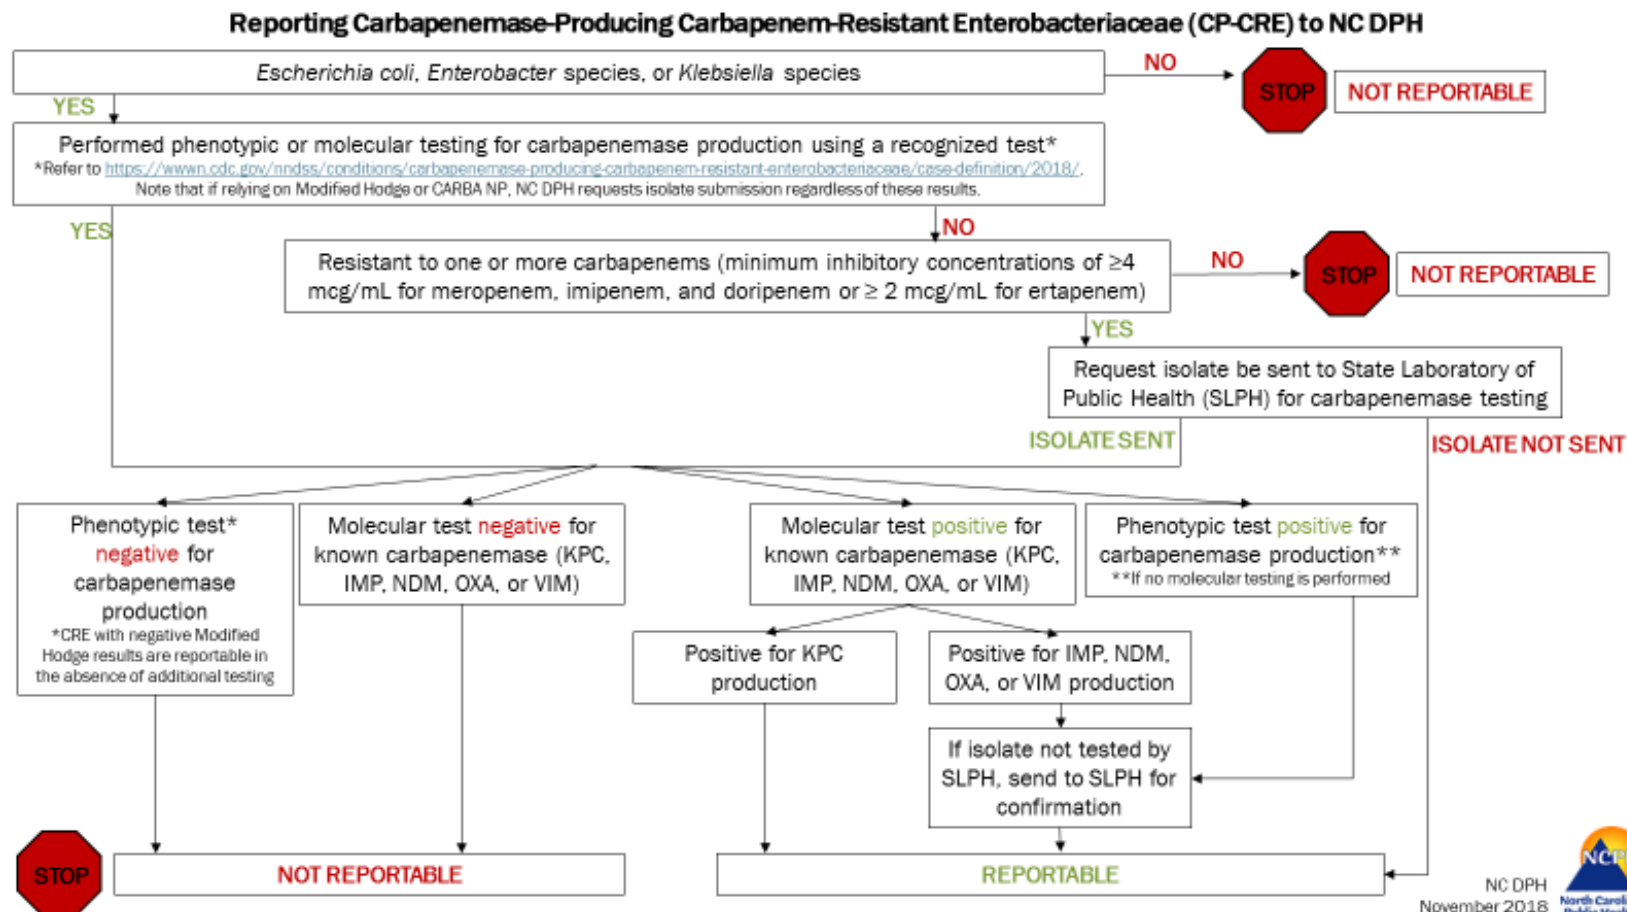 Reporting Carbapenemase-Producing Carbapenem-Resistant Enterobacteriaceae (CP-CRE) to NC DPH
Escherichia coli, Enterobacter species, or Klebsiella species
NO
STOP
NOT REPORTABLE
YES
Performed phenotypic or molecular testing for carbapenemase production using a recognized test*
*Refer to https://wwwn.cdc.gov/nndss/conditions/carbapenemase-producing-carbapenem-resistant-enterobacteriaceae/case-definition/2018/.
Note that if relying on Modified Hodge or CARBA NP, NC DPH requests isolate submission regardless of these results.
YES
NO
Resistant to one or more carbapenems (minimum inhibitory concentrations of ≥4
mcg/mL for meropenem, imipenem, and doripenem or ≥ 2 mcg/mL for ertapenem)
NO
STOP
NOT REPORTABLE
YES
Request isolate be sent to State Laboratory of
Public Health (SLPH) for carbapenemase testing
ISOLATE SENT
ISOLATE NOT SENT
Phenotypic test*
negative for
carbapenemase
production
*CRE with negative Modified
Hodge results are reportable in
the absence of additional testing
Molecular test negative for
known carbapenemase (KPC,
IMP, NDM, OXA, or VIM)
Molecular test positive for
known carbapenemase (KPC,
IMP, NDM, OXA, or VIM)
Phenotypic test positive for
carbapenemase production**
**If no molecular testing is performed
Positive for KPC
production
Positive for IMP, NDM,
OXA, or VIM production
If isolate not tested by
SLPH, send to SLPH for
confirmation
STOP
NOT REPORTABLE
REPORTABLE
NC DPH
November 2018
NCP
North Caroli